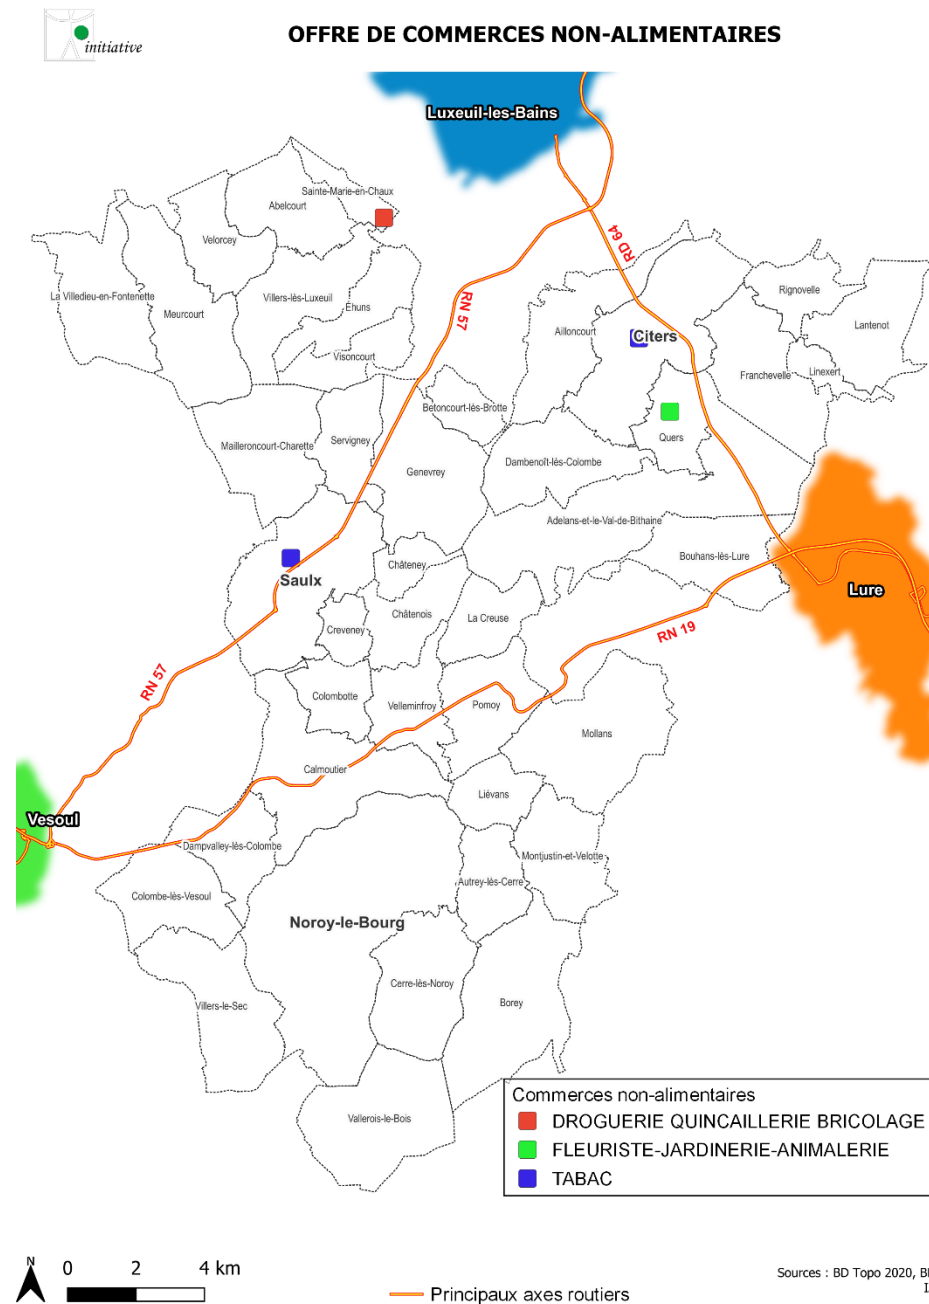 initiative
OFFRE DE COMMERCES NON-ALIMENTAIRES
Luxeuil-les-Bains
Sainte-Marie-en-Chaux
Abelcourt
Velorcey
RD 64
La Villedieu-en-Fontenette
Meurcourt
Villers-lès-Luxeuil
Éhuns
RN 57
Rignovelle
Lantenot
Ailloncourt
Citers
Visoncourt
Franchevelle
Linexert
Betoncourt-lès-Brotte
Mailleroncourt-Charette
Servigney
Quers
Genevrey
Dambenoît-lès-Colombe
Adelans-et-le-Val-de-Bithaine
Bouhans-lès-Lure
Châteney
Saulx
Lure
Châtenois
La Creuse
Creveney
RN 19
RN 57
Colombotte
Velleminfroy
Pomoy
Mollans
Calmoutier
Liévans
Vesoul
Dampvalley-lès-Colombe
Montjustin-et-Velotte
Autrey-lès-Cerre
Colombe-lès-Vesoul
Noroy-le-Bourg
Cerre-lès-Noroy
Villers-le-Sec
Borey
Vallerois-le-Bois
Commerces non-alimentaires
DROGUERIE QUINCAILLERIE BRICOLAGE
FLEURISTE-JARDINERIE-ANIMALERIE
TABAC
N
0 2 4 km
Principaux axes routiers
Sources : BD Topo 2020,